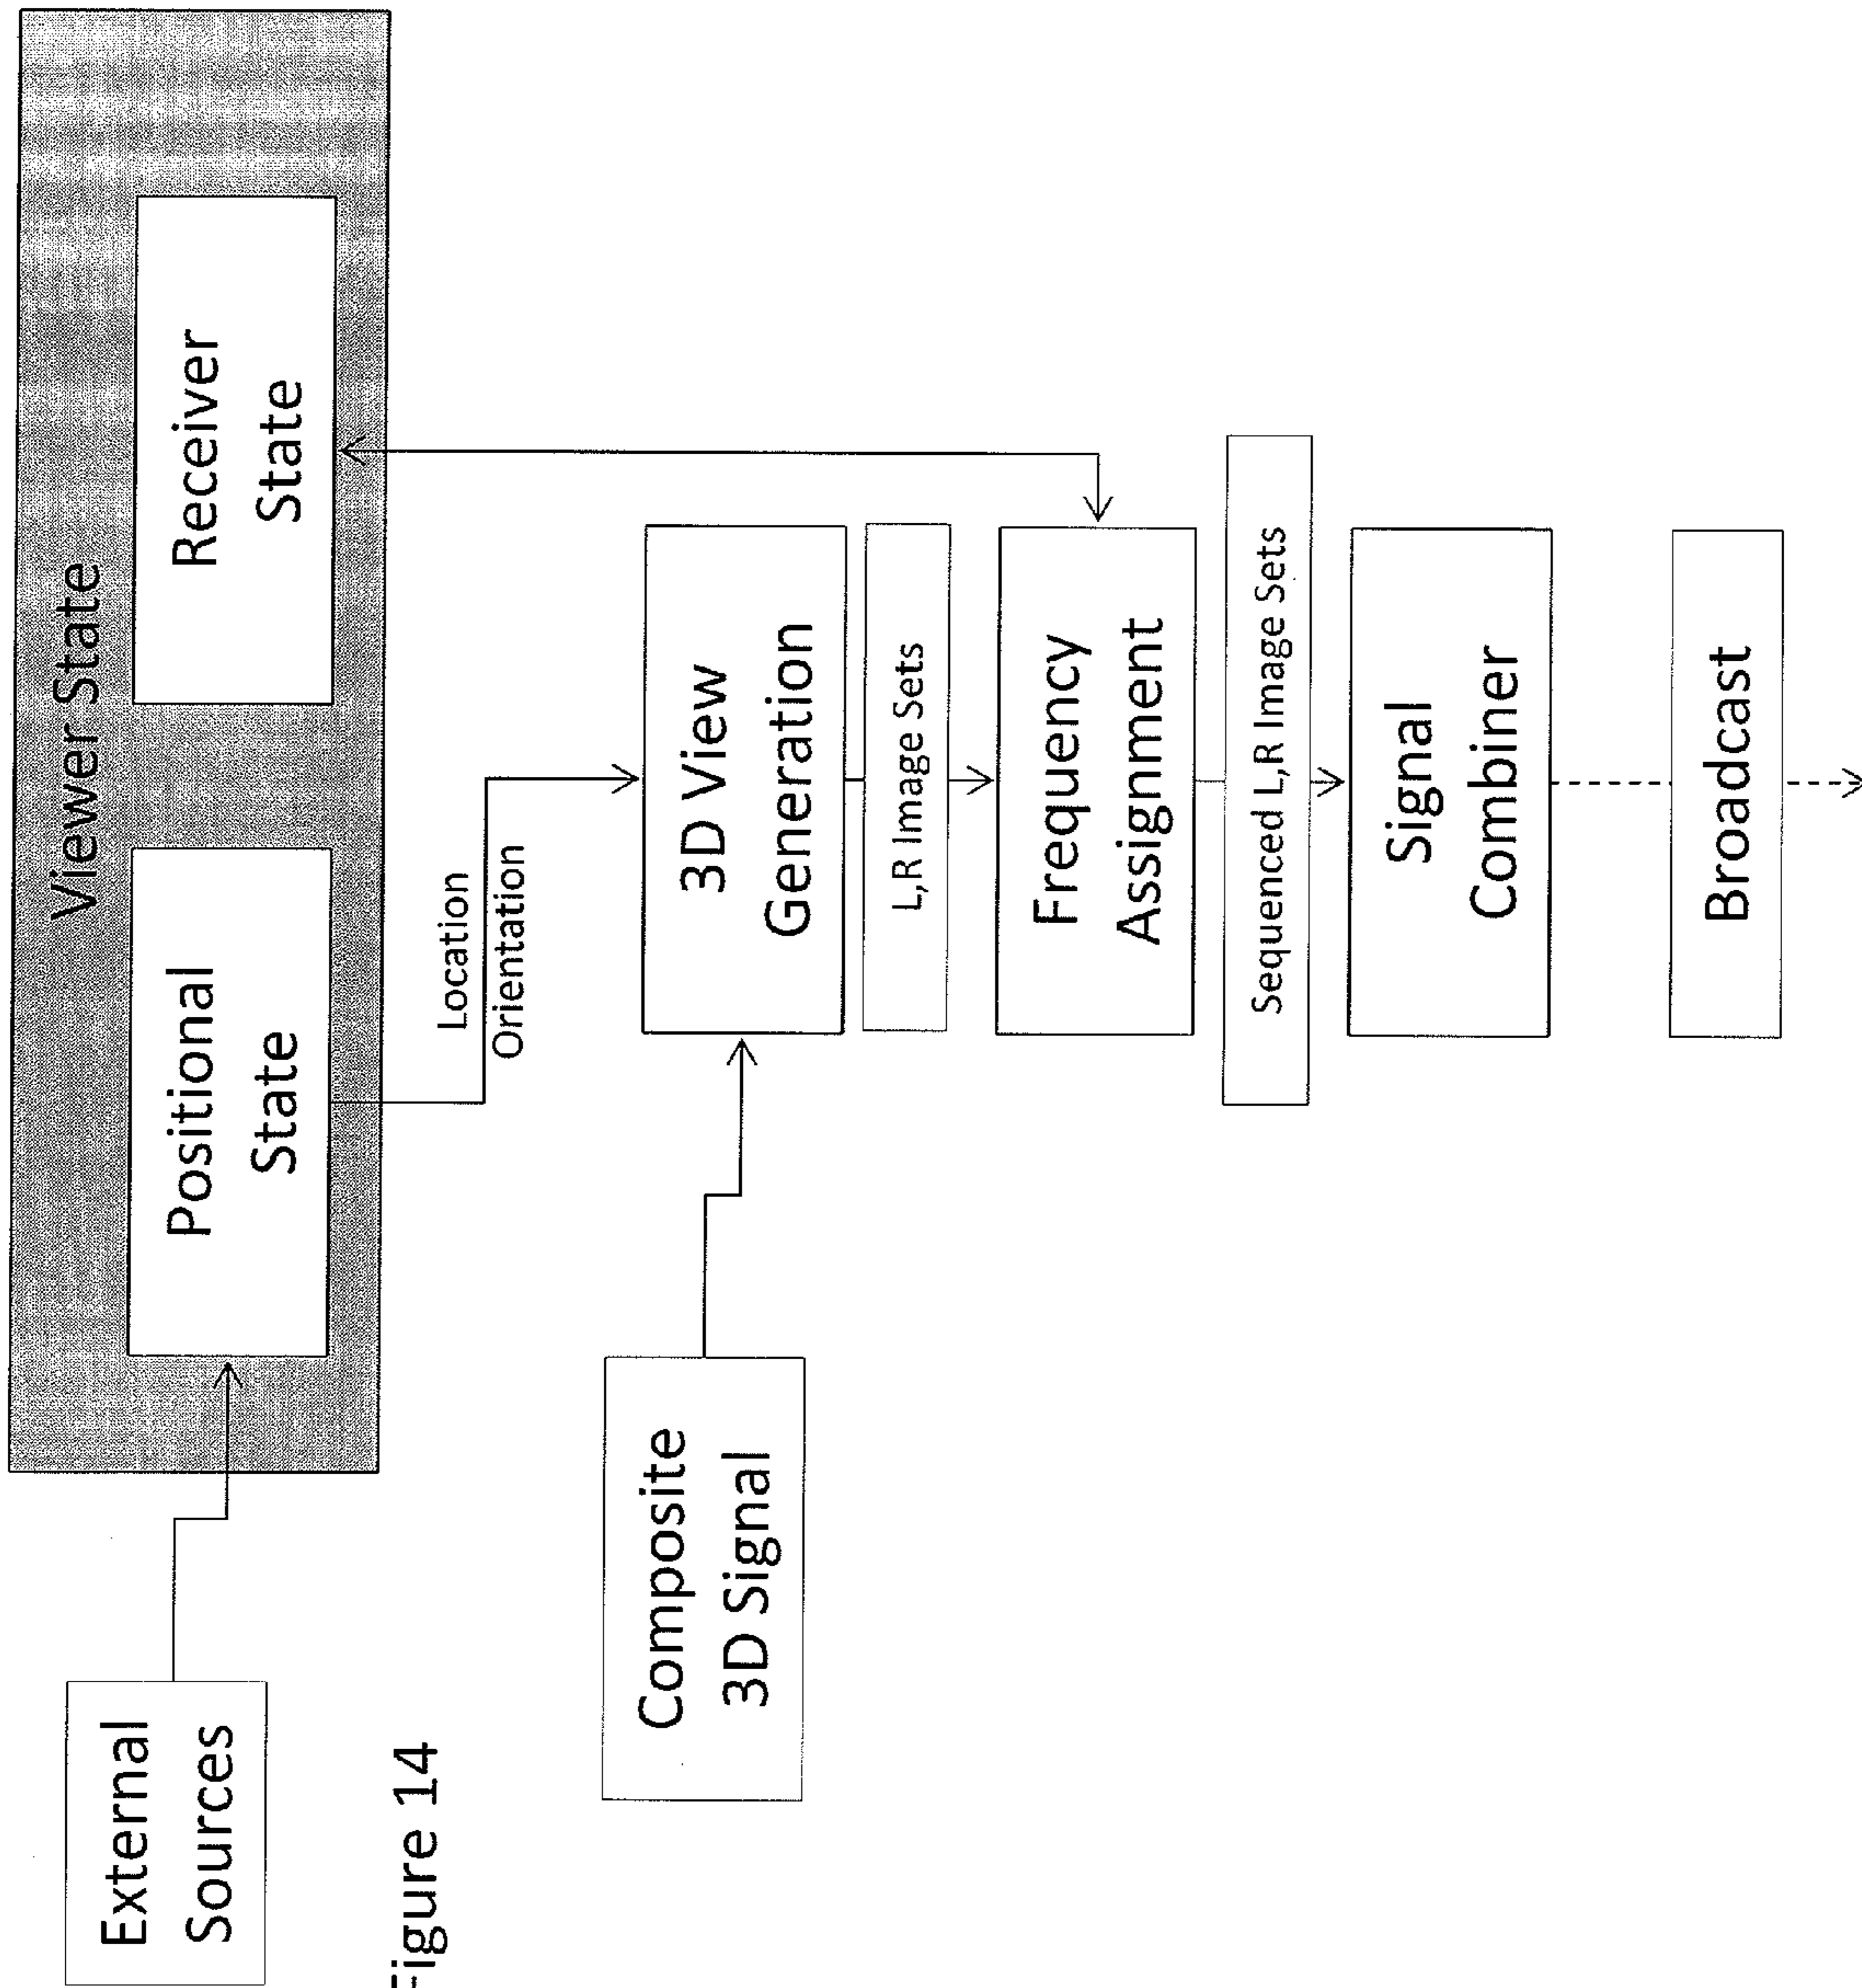 Viewer State
External
Sources
Positional
State
Receiver
State
Figure 14
Location
Orientation
Composite
3D Signal
3D View
Generation
L,R Image Sets
Frequency
Assignment
Sequenced L,R Image Sets
Signal
Combiner
Broadcast